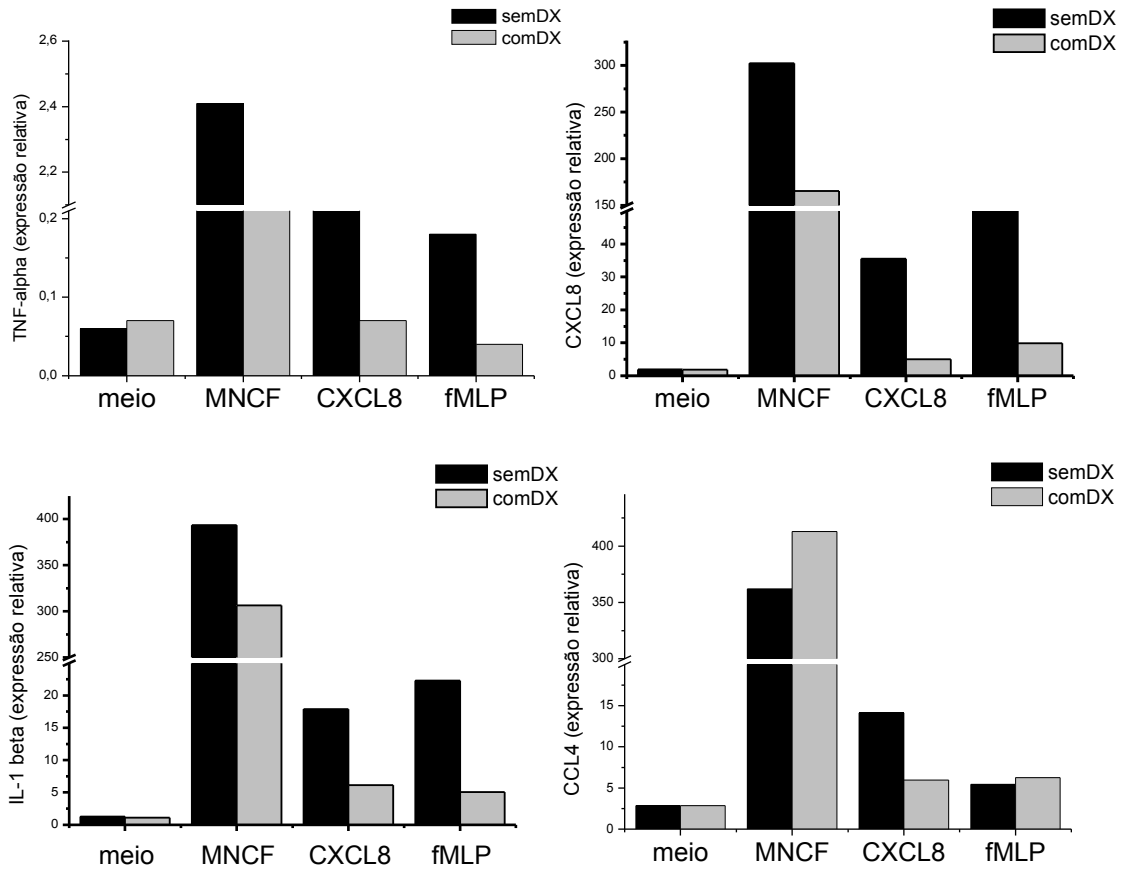 semDX
comDX
TNF-alpha (expressão relativa)
2,6
2,4
2,2
0,2
0,1
0,0
meio MNCF CXCL8 fMLP
semDX
comDX
CXCL8 (expressão relativa)
300
250
200
150
40
30
20
10
0
meio MNCF CXCL8 fMLP
semDX
comDX
IL-1 beta (expressão relativa)
400
350
300
250
20
15
10
5
0
meio MNCF CXCL8 fMLP
semDX
comDX
CCL4 (expressão relativa)
400
350
300
15
10
5
0
meio MNCF CXCL8 fMLP